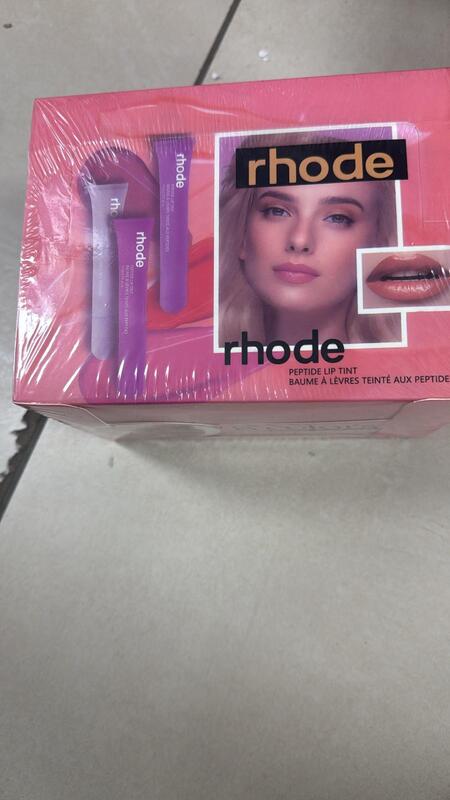 rhode
rhode
rhode
rhode
PEPTIDE LIP TINT
BAUME À LÈVRES TEINTÉ AUX PEPTIDE